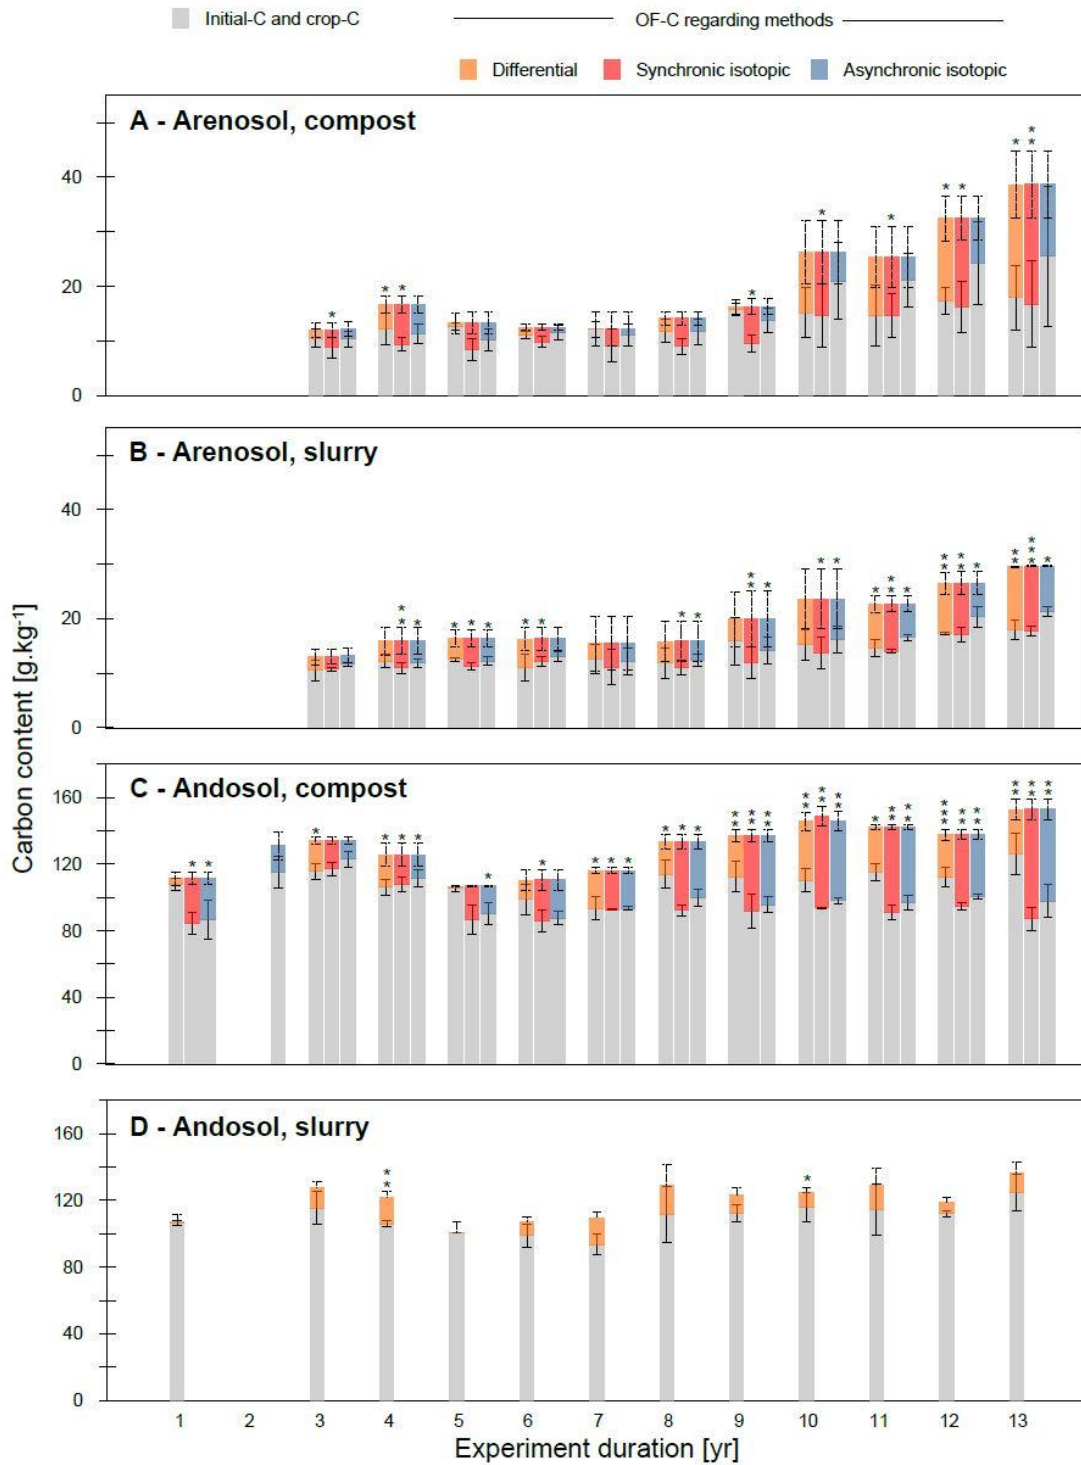 Initial-C and crop-C OF-C regarding methods
Differential Synchronic isotopic Asynchronic isotopic
A - Arenosol, compost
40
20
0
B - Arenosol, slurry
40
20
0
Carbon content [g.kg⁻¹]
C - Andosol, compost
160
120
80
40
0
D - Andosol, slurry
160
120
80
40
0
1 2 3 4 5 6 7 8 9 10 11 12 13
Experiment duration [yr]